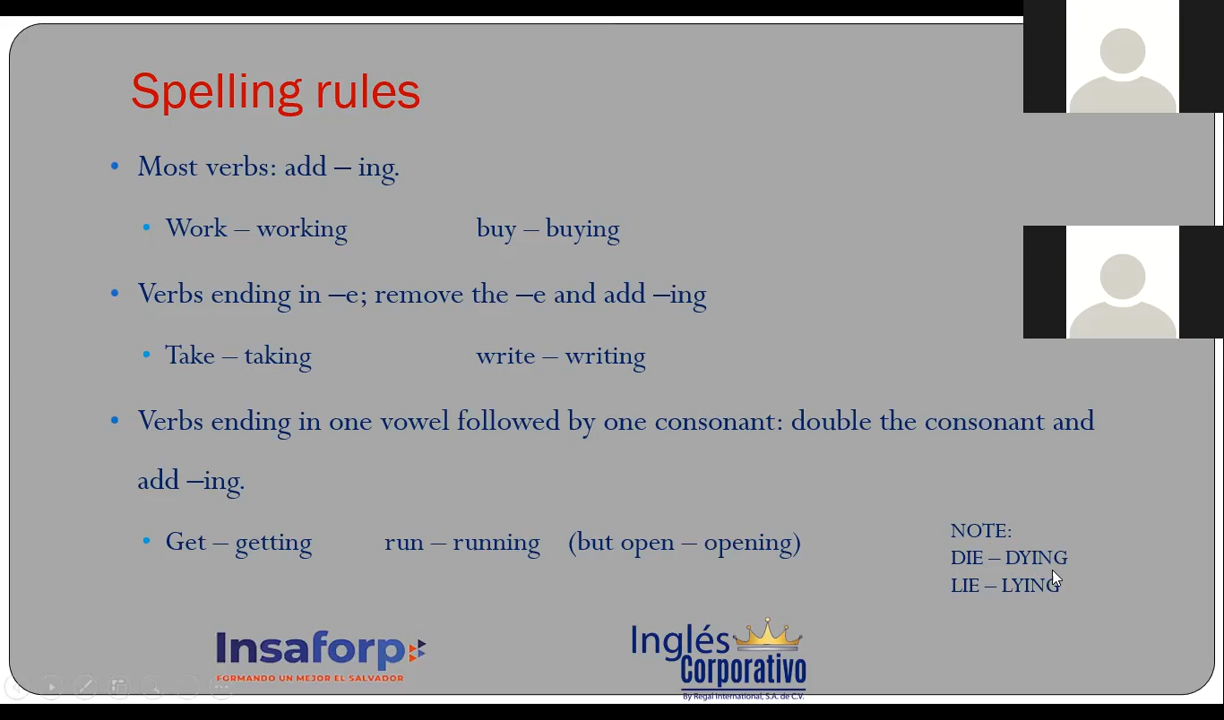 Spelling rules
• Most verbs: add – ing.
• Work – working buy – buying
• Verbs ending in –e; remove the –e and add –ing
• Take – taking write – writing
• Verbs ending in one vowel followed by one consonant: double the consonant and
add –ing.
• Get – getting run – running (but open – opening)
NOTE:
DIE – DYING
LIE – LYING
Insaforp
FORMANDO UN MEJOR EL SALVADOR
Inglés
Corporativo
By Regal International, S.A. de C.V.